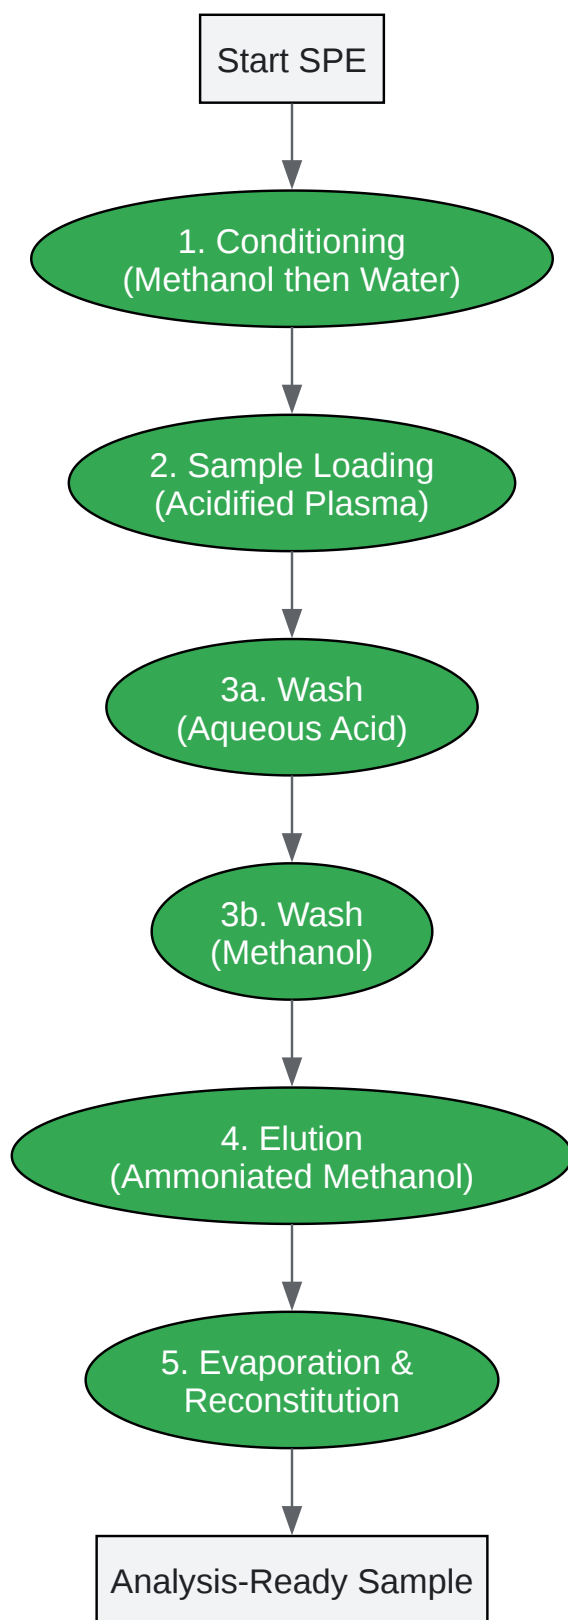 Start SPE
1. Conditioning
(Methanol then Water)
2. Sample Loading
(Acidified Plasma)
3a. Wash
(Aqueous Acid)
3b. Wash
(Methanol)
4. Elution
(Ammoniated Methanol)
5. Evaporation &
Reconstitution
Analysis-Ready Sample